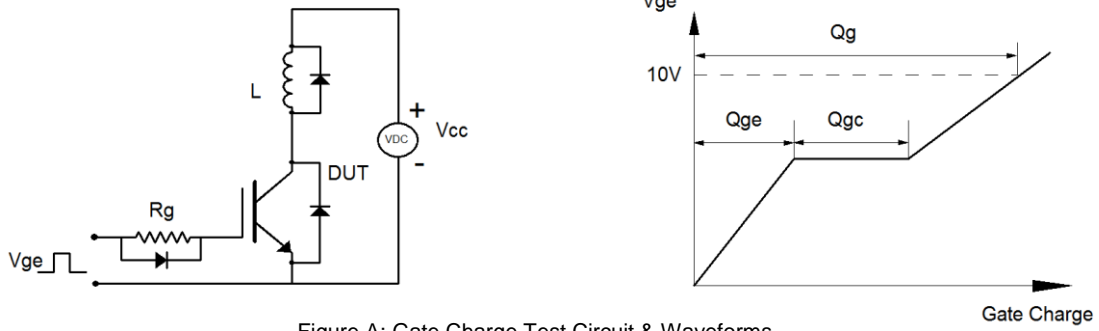 L
+
VDC
Vcc
-
DUT
Rg
Vge
Vge
Qg
10V
Qge
Qgc
Gate Charge
Figure A: Gate Charge Test Circuit & Waveforms